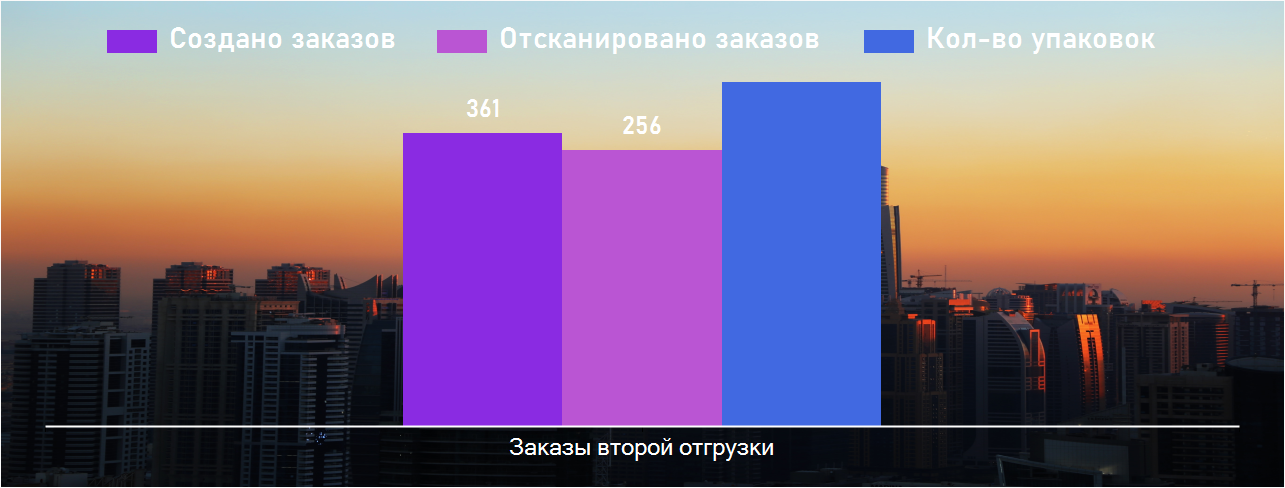 Создано заказов Отсканировано заказов Кол-во упаковок
361
256
Заказы второй отгрузки